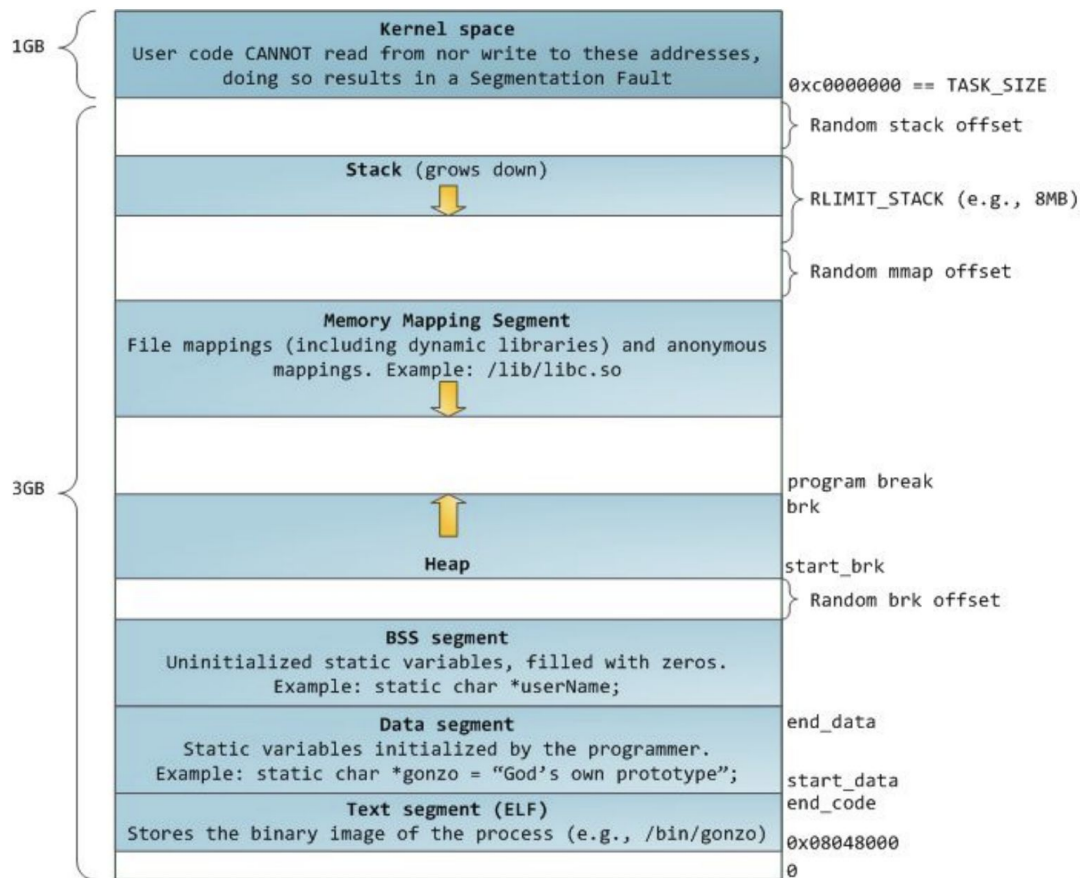 Kernel space
1GB
User code CANNOT read from nor write to these addresses,
doing so results in a Segmentation Fault
0xc0000000 == TASK_SIZE
Random stack offset
Stack (grows down)
RLIMIT_STACK (e.g., 8MB)
Random mmap offset
Memory Mapping Segment
File mappings (including dynamic libraries) and anonymous
mappings. Example: /lib/libc.so
3GB
program break
brk
Heap
start_brk
Random brk offset
BSS segment
Uninitialized static variables, filled with zeros.
Example: static char *userName;
Data segment
end_data
Static variables initialized by the programmer.
Example: static char *gonzo = “God’s own prototype”;
start_data
end_code
Text segment (ELF)
Stores the binary image of the process (e.g., /bin/gonzo)
0x08048000
0